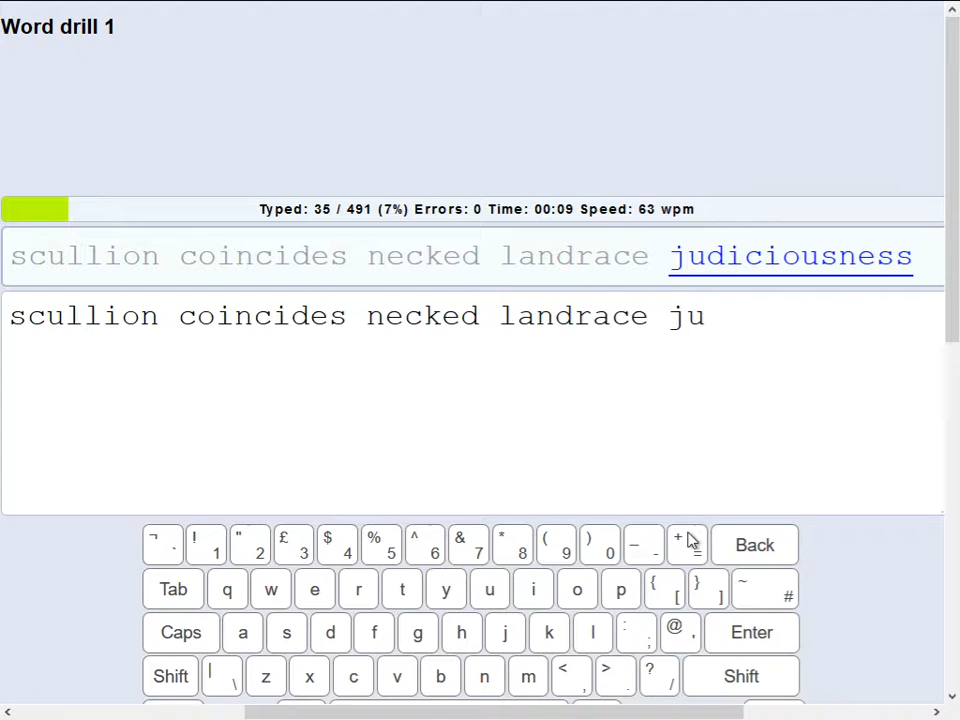 Word drill 1
Typed: 35 / 491 (7%) Errors: 0 Time: 00:09 Speed: 63 wpm
scullion coincides necked landrace judiciousness
scullion coincides necked landrace ju
¬ ` ! 1 " 2 £ 3 $ 4 % 5 ^ 6 & 7 * 8 ( 9 ) 0 _ - + = Back
Tab q w e r t y u i o p { [ } ] ~ #
Caps a s d f g h j k l : ; @ ' Enter
Shift | \ z x c v b n m < , > . ? / Shift